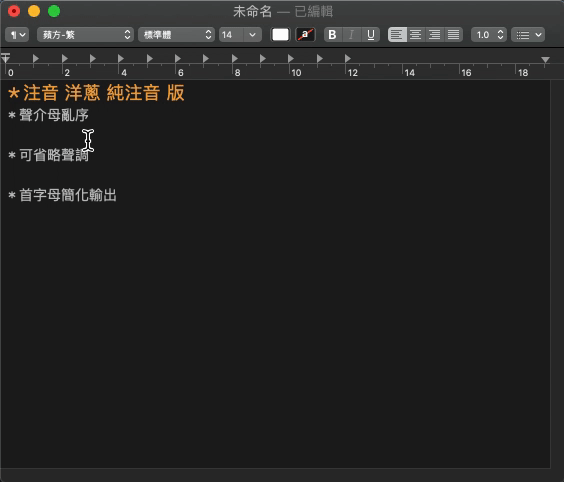 未命名 — 已編輯
¶ 蘋方-繁 標準體 14 a B I U 1.0
0 2 4 6 8 10 12 14 16 18
*注音 洋蔥 純注音 版
*聲介母亂序
*可省略聲調
*首字母簡化輸出